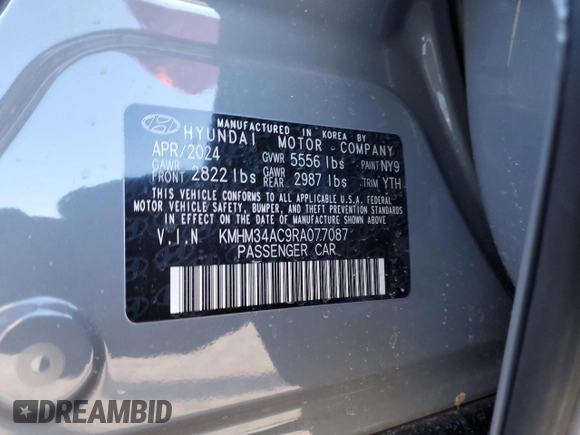 MANUFACTURED IN KOREA BY
HYUNDAI MOTOR COMPANY
APR/2024 GVWR 5556 lbs PAINT NY9
GAWR FRONT 2822 lbs GAWR REAR 2987 lbs TRIM YTH
THIS VEHICLE CONFORMS TO ALL APPLICABLE U.S.A. FEDERAL
MOTOR VEHICLE SAFETY, BUMPER, AND THEFT PREVENTION STANDARDS
IN EFFECT ON THE DATE OF MANUFACTURE SHOWN ABOVE.
V.I.N KMHM34AC9RA077087
PASSENGER CAR
DREAMBID